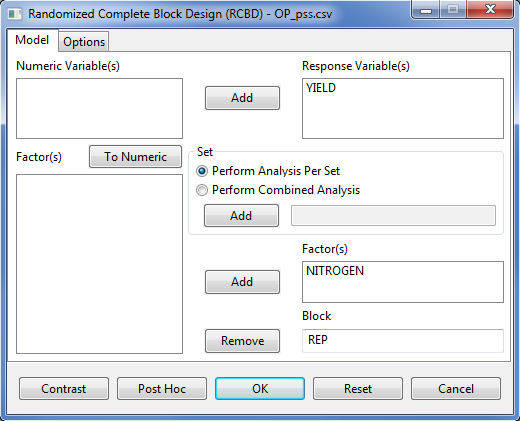 Randomized Complete Block Design (RCBD) - OP_pss.csv
Model
Options
Numeric Variable(s)
Response Variable(s)
Add
YIELD
Factor(s)
To Numeric
Set
Perform Analysis Per Set
Perform Combined Analysis
Add
Factor(s)
Add
NITROGEN
Block
Remove
REP
Contrast
Post Hoc
OK
Reset
Cancel